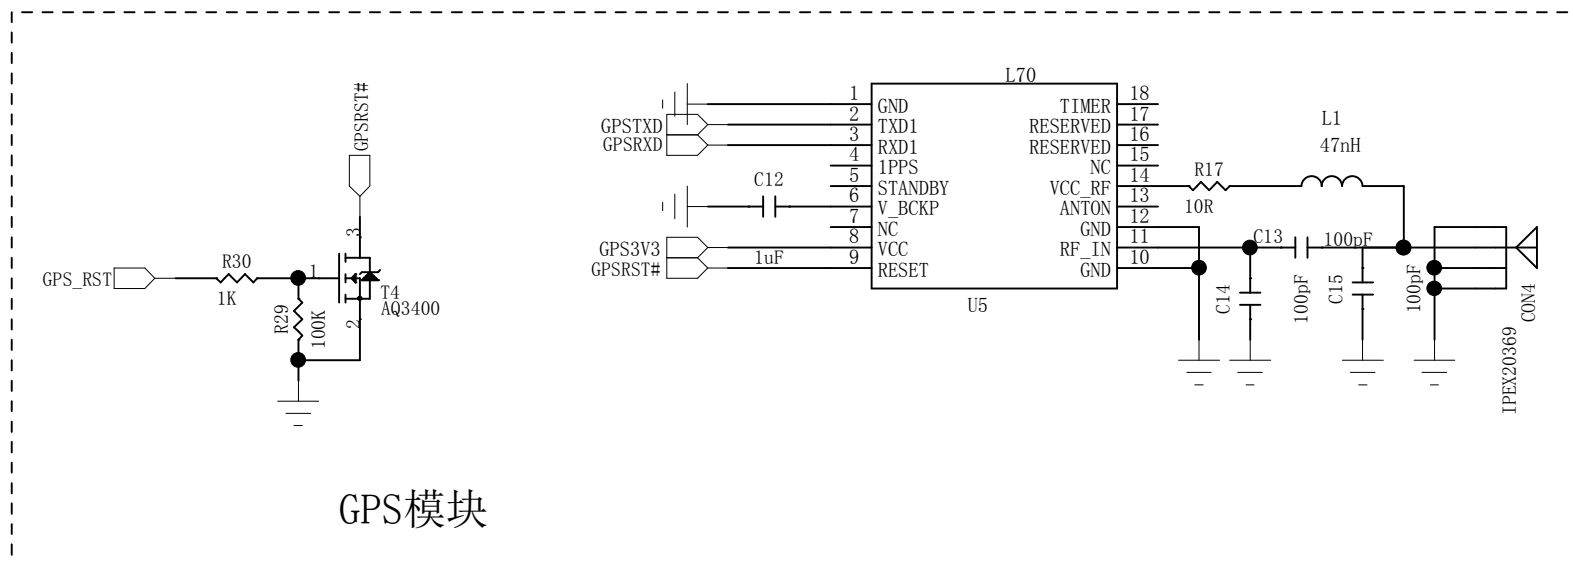 GPSRST#
3
GPS_RST
R30
1K
1
R29
100K
2
T4
AQ3400
L70
1
GND
GPSTXD
2
TXD1
GPSRXD
3
RXD1
4
1PPS
5
STANDBY
C12
6
V_BCKP
7
NC
GPS3V3
8
VCC
GPSRST#
1uF
9
RESET
TIMER
18
RESERVED
17
RESERVED
16
NC
15
VCC_RF
14
ANTON
13
GND
12
RF_IN
11
GND
10
U5
R17
10R
L1
47nH
C13
100pF
C14
100pF
C15
100pF
CON4
IPEX20369
GPS模块